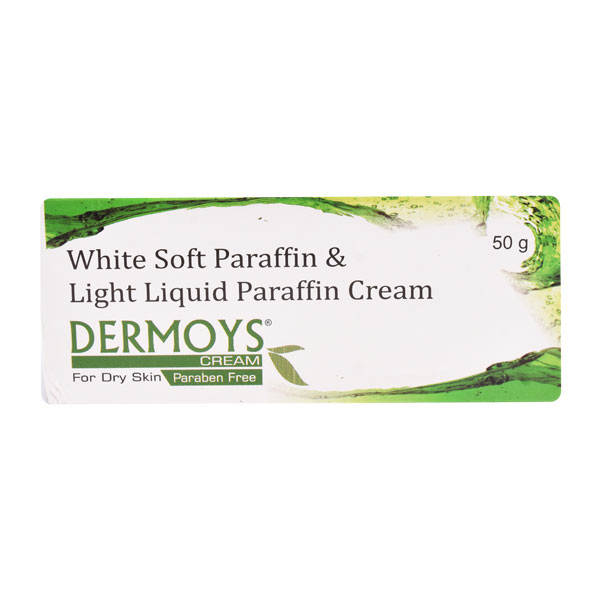 White Soft Paraffin &
Light Liquid Paraffin Cream
50 g
DERMOYS®
CREAM
For Dry Skin Paraben Free